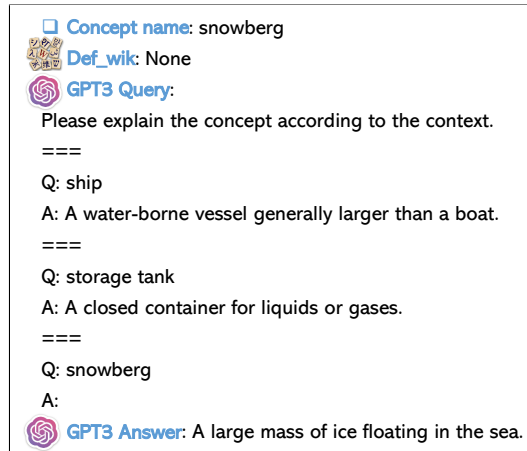 Concept name: snowberg
Def_wik: None
GPT3 Query:
Please explain the concept according to the context.
===
Q: ship
A: A water-borne vessel generally larger than a boat.
===
Q: storage tank
A: A closed container for liquids or gases.
===
Q: snowberg
A:
GPT3 Answer: A large mass of ice floating in the sea.